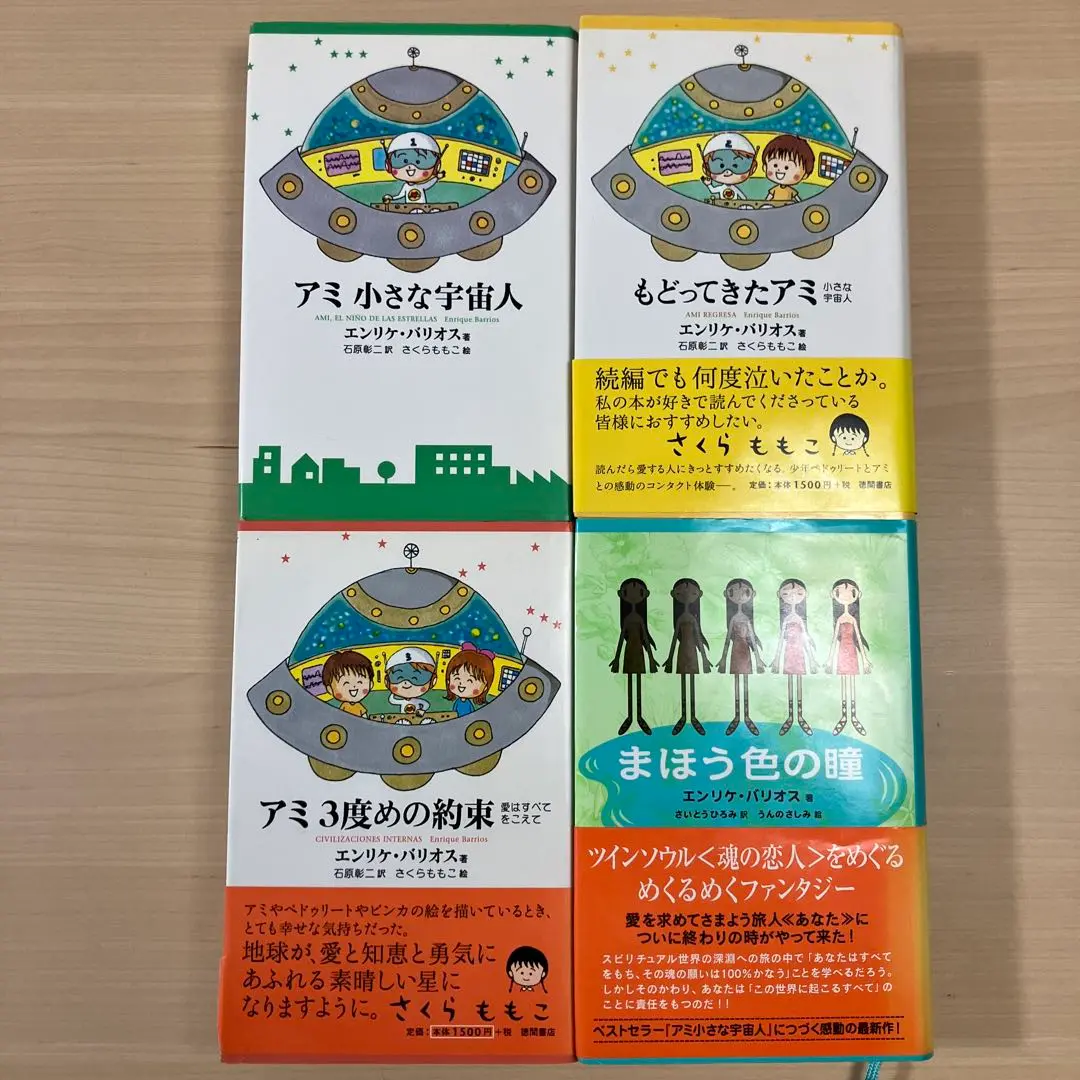 1
アミ 小さな宇宙人
AMI, EL NIÑO DE LAS ESTRELLAS Enrique Barrios
エンリケ・バリオス著
石原彰二 訳 さくらももこ 絵
2
もどってきたアミ 小さな宇宙人
AMI REGRESA Enrique Barrios
エンリケ・バリオス著
石原彰二 訳 さくらももこ 絵
続編でも何度泣いたことか。
私の本が好きで読んでくださっている
皆様におすすめしたい。
さくらももこ
読んだら愛する人にきっとすすめたくなる。少年ペドゥリートとアミ
との感動のコンタクト体験—。 定価:本体1500円+税 徳間書店
3
アミ 3度めの約束 愛はすべてをこえて
CIVILIZACIONES INTERNAS Enrique Barrios
エンリケ・バリオス著
石原彰二 訳 さくらももこ 絵
アミやペドゥリートやビンカの絵を描いているとき、
とても幸せな気持ちだった。
地球が、愛と知恵と勇気に
あふれる素晴しい星に
なりますように。さくらももこ
定価:本体1500円+税 徳間書店
まほう色の瞳
エンリケ・バリオス 著
さいとうひろみ 訳 うんのさしみ 絵
ツインソウル<魂の恋人>をめぐる
めくるめくファンタジー
愛を求めてさまよう旅人≪あなた≫に
ついに終わりの時がやって来た!
スピリチュアル世界の深淵への旅の中で「あなたはすべて
をもち、その魂の願いは100%かなう」ことを学べるだろう。
しかしそのかわり、あなたは「この世界に起こるすべて」の
ことに責任をもつのだ!!
ベストセラー「アミ小さな宇宙人」につづく感動の最新作!